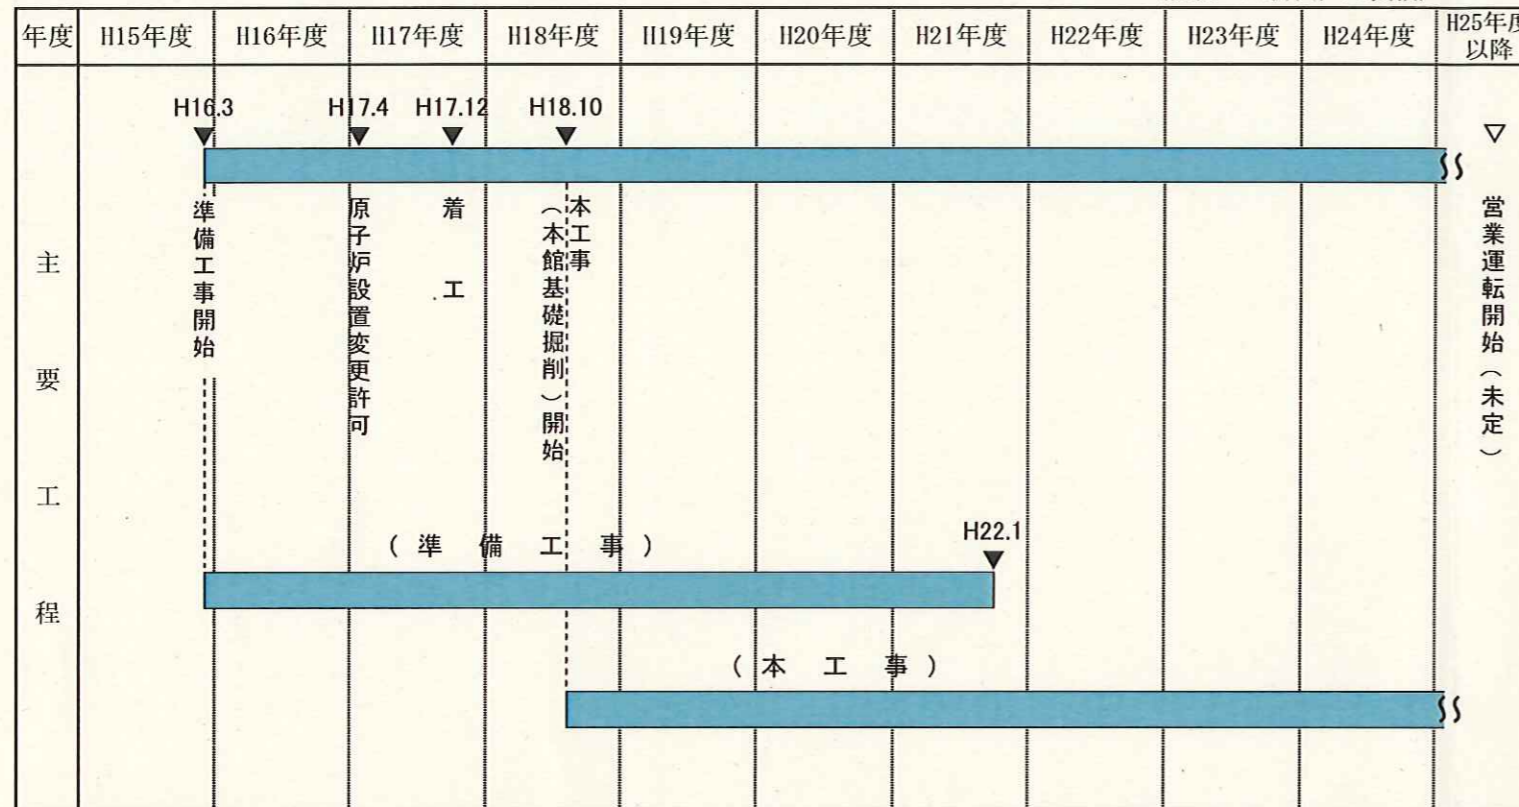 年度 H15年度 H16年度 H17年度 H18年度 H19年度 H20年度 H21年度 H22年度 H23年度 H24年度 H25年度
以降
H16.3 H17.4 H17.12 H18.10
準備工事開始
原子炉設置変更許可
着工
本工事
（本館基礎掘削）開始
営業運転開始（未定）
主要工程
(準備工事)
H22.1
(本工事)